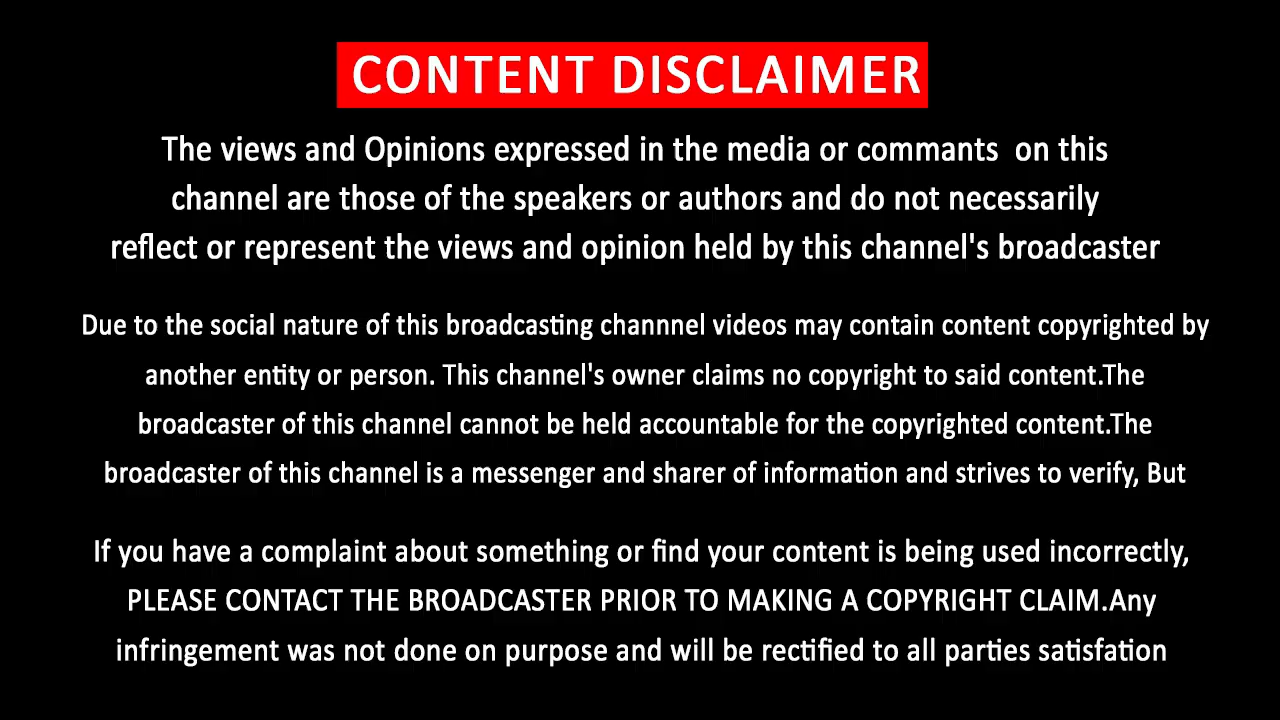 CONTENT DISCLAIMER
The views and Opinions expressed in the media or commants on this
channel are those of the speakers or authors and do not necessarily
reflect or represent the views and opinion held by this channel's broadcaster
Due to the social nature of this broadcasting channnel videos may contain content copyrighted by
another entity or person. This channel's owner claims no copyright to said content.The
broadcaster of this channel cannot be held accountable for the copyrighted content.The
broadcaster of this channel is a messenger and sharer of information and strives to verify, But
If you have a complaint about something or find your content is being used incorrectly,
PLEASE CONTACT THE BROADCASTER PRIOR TO MAKING A COPYRIGHT CLAIM.Any
infringement was not done on purpose and will be rectified to all parties satisfation